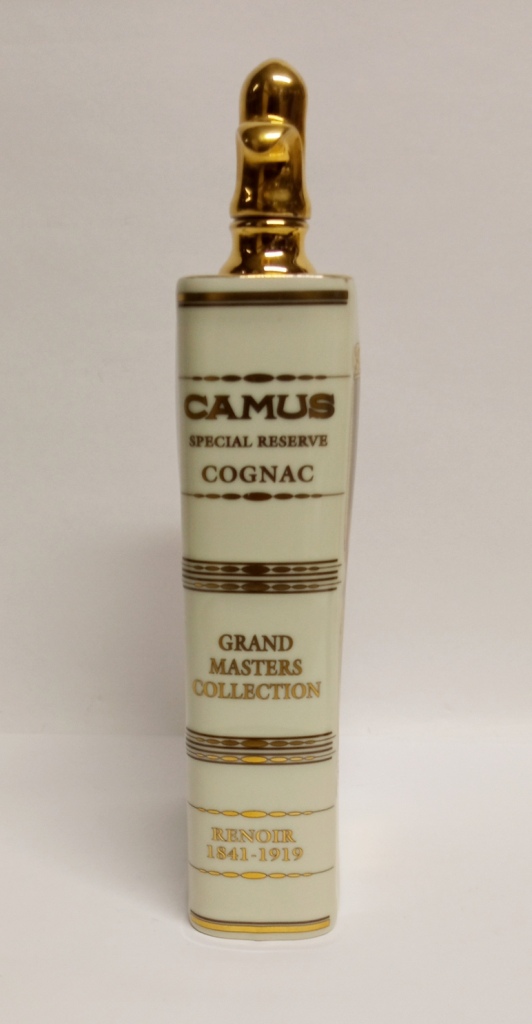 CAMUS
SPECIAL RESERVE
COGNAC
GRAND
MASTERS
COLLECTION
RENOIR
1841-1919